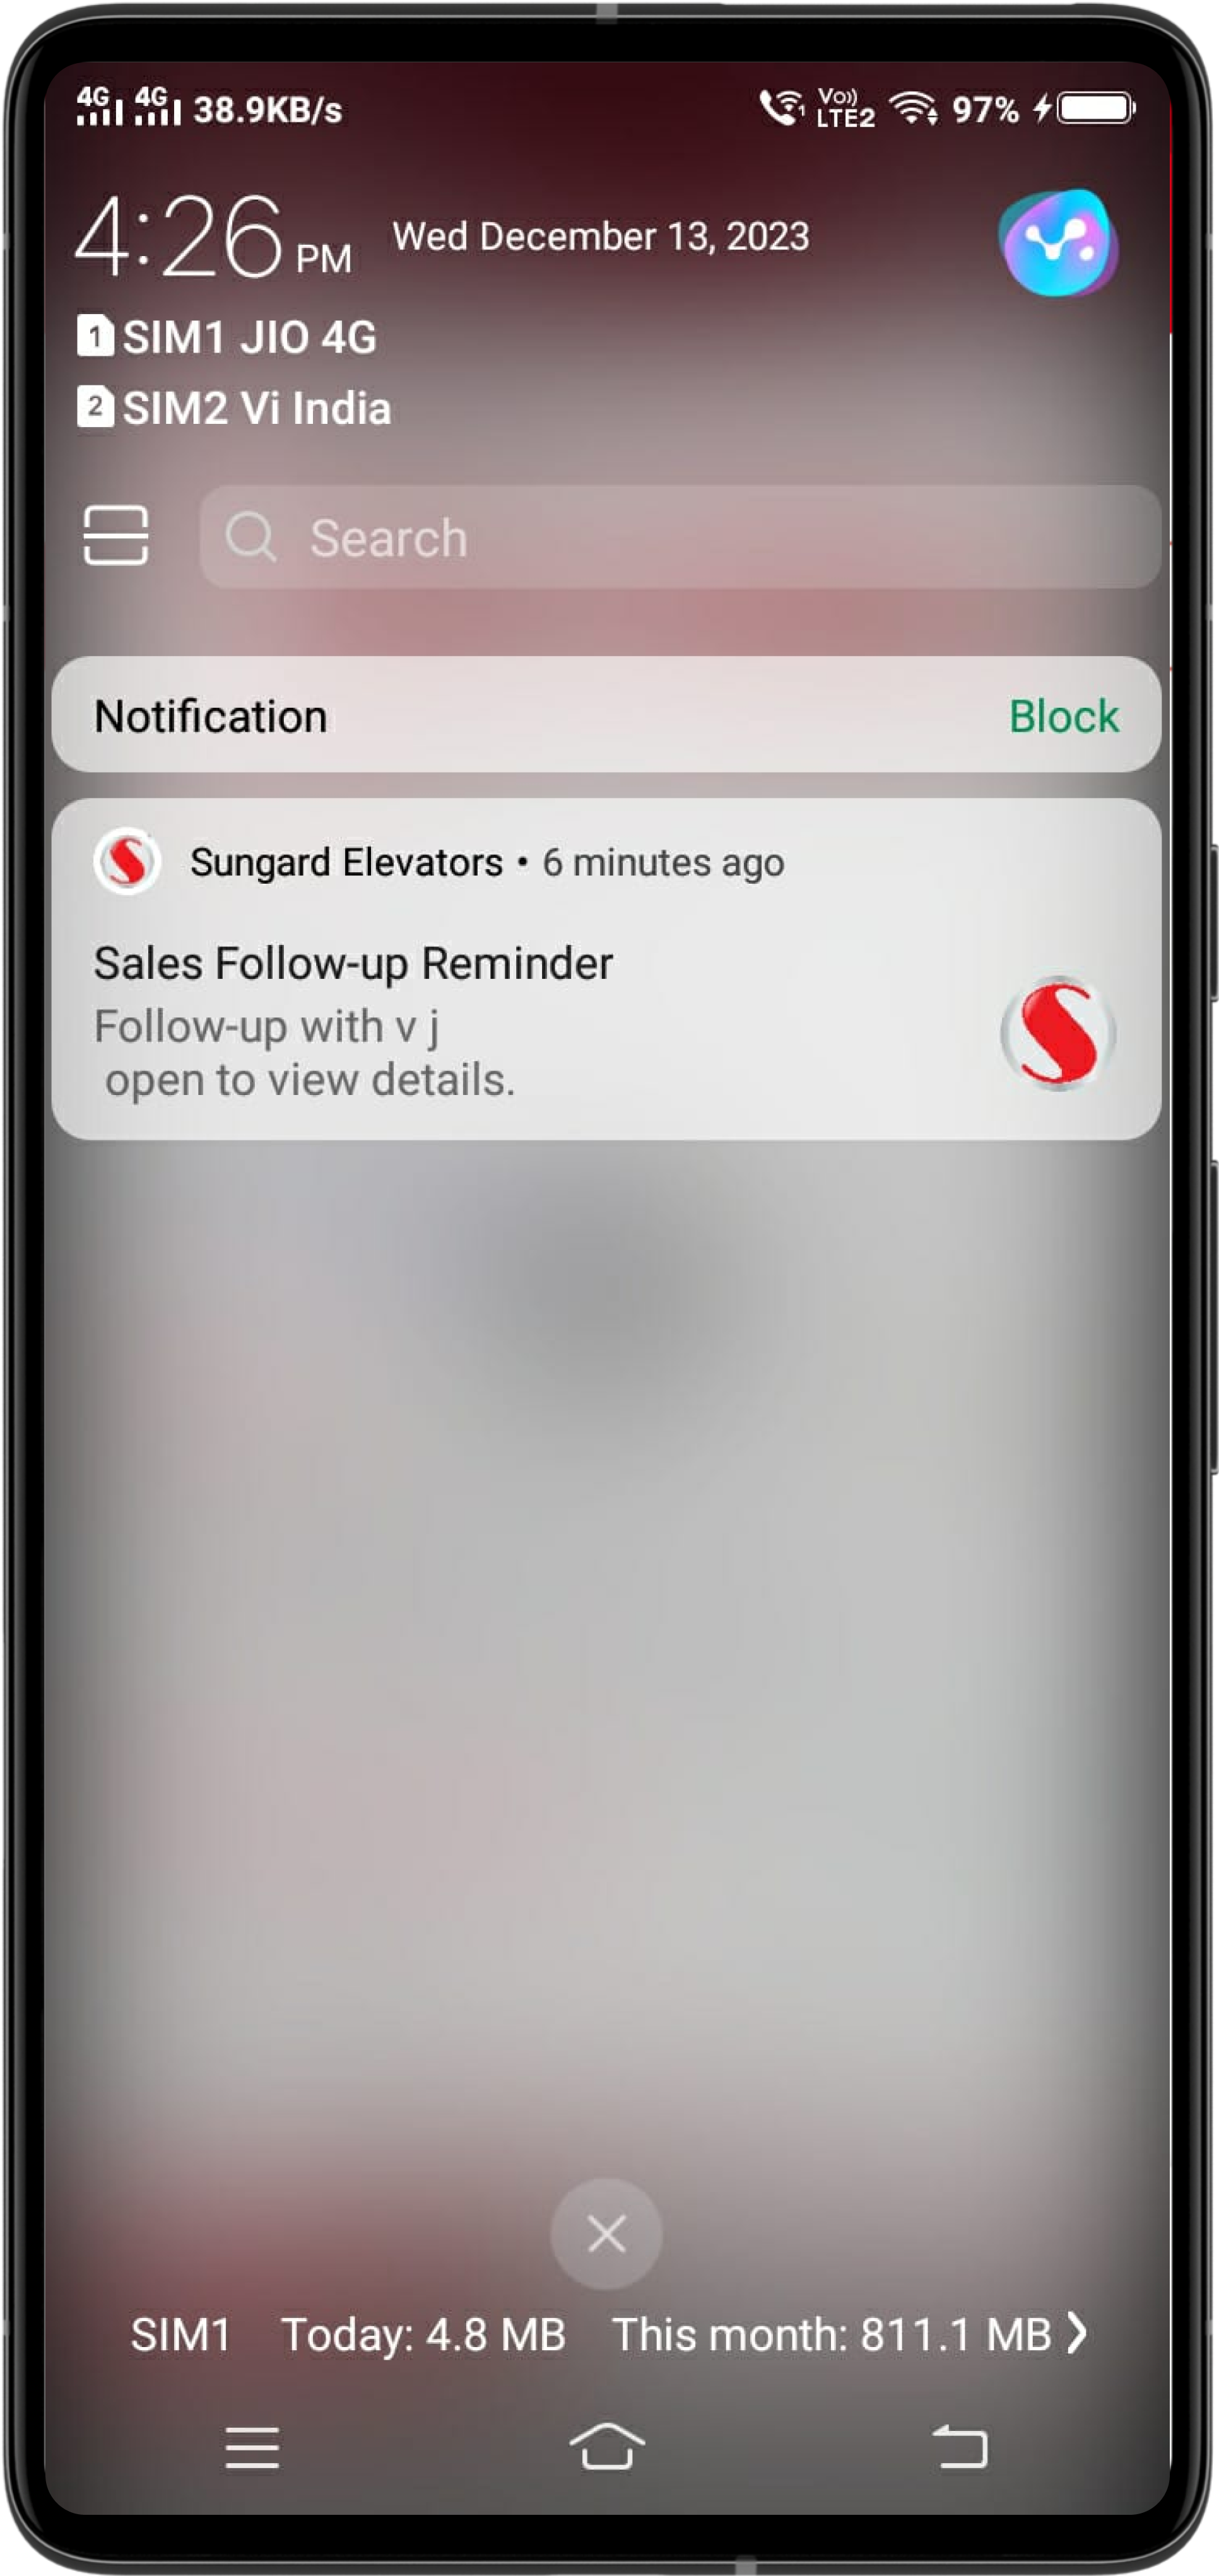 4G 4G 38.9KB/s 1 Vo)) LTE2 97%
4:26 PM Wed December 13, 2023
1 SIM1 JIO 4G
2 SIM2 Vi India
Search
Notification Block
Sungard Elevators • 6 minutes ago
Sales Follow-up Reminder
Follow-up with v j
open to view details.
SIM1 Today: 4.8 MB This month: 811.1 MB